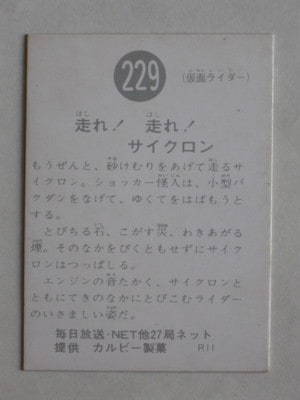 229
(仮面ライダー)
走れ! 走れ!
サイクロン
もうぜんと、砂けむりをあげて走るサ
イクロン。ショッカー怪人は、小型バ
クダンをなげて、ゆくてをはばもうと
する。
とびちる石、こがす炎、わきあがる
煙。そのなかをびくともせずにサイク
ロンはつっぱしる。
エンジンの音たかく、サイクロンと
ともにてきのなかにとびこむライダー
のいさましい姿だ。
毎日放送・NET他27局ネット
提供 カルビー製菓 R11